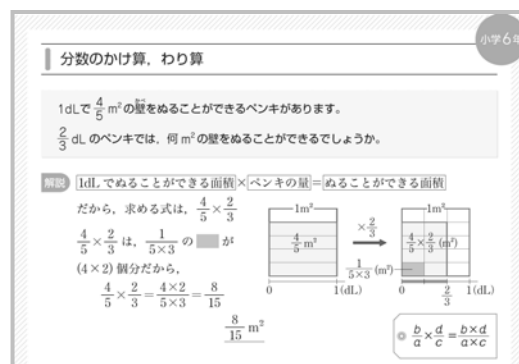 小学6年
分数のかけ算，わり算
1dLで 4/5 m²の壁をぬることができるペンキがあります。
2/3 dL のペンキでは，何 m²の壁をぬることができるでしょうか。
解説 1dL でぬることができる面積×ペンキの量=ぬることができる面積
だから，求める式は，4/5×2/3
4/5×2/3 は，1/(5×3) の が
(4×2) 個分だから，
4/5×2/3=(4×2)/(5×3)=8/15
8/15 m²
1m²
4/5 m²
0 1(dL)
×2/3
1/(5×3) (m²)
1m²
4/5×2/3 (m²)
0 2/3 1(dL)
◎ b/a×d/c=(b×d)/(a×c)